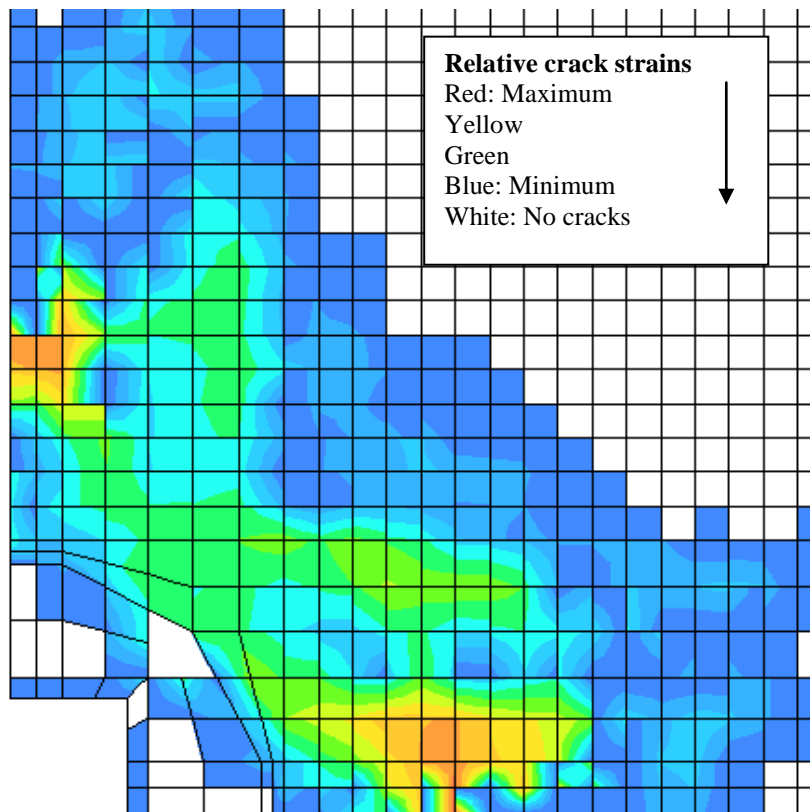 Relative crack strains
Red: Maximum
Yellow
Green
Blue: Minimum
White: No cracks